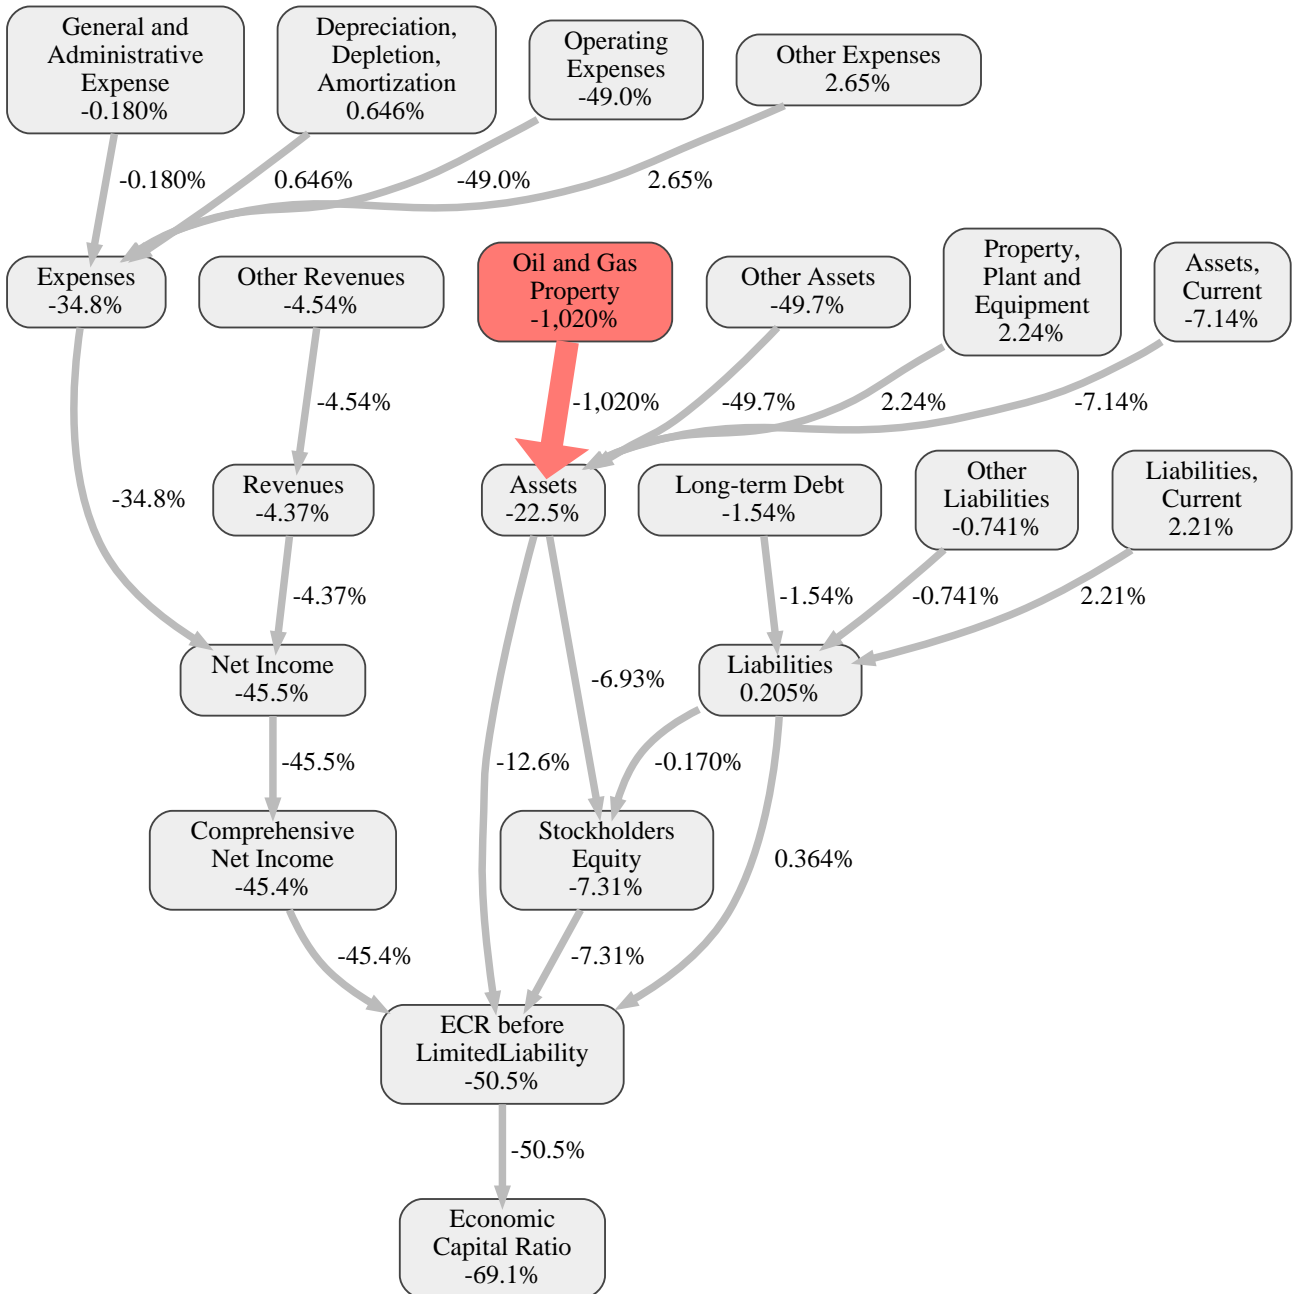 General and
Administrative
Expense
-0.180%
Depreciation,
Depletion,
Amortization
0.646%
Operating
Expenses
-49.0%
Other Expenses
2.65%
-0.180%
0.646%
-49.0%
2.65%
Expenses
-34.8%
Other Revenues
-4.54%
Oil and Gas
Property
-1,020%
Other Assets
-49.7%
Property,
Plant and
Equipment
2.24%
Assets,
Current
-7.14%
-4.54%
-1,020%
-49.7%
2.24%
-7.14%
-34.8%
Revenues
-4.37%
Assets
-22.5%
Long-term Debt
-1.54%
Other
Liabilities
-0.741%
Liabilities,
Current
2.21%
-4.37%
-1.54%
-0.741%
2.21%
Net Income
-45.5%
-6.93%
Liabilities
0.205%
-45.5%
-12.6%
-0.170%
Comprehensive
Net Income
-45.4%
Stockholders
Equity
-7.31%
0.364%
-45.4%
-7.31%
ECR before
LimitedLiability
-50.5%
-50.5%
Economic
Capital Ratio
-69.1%